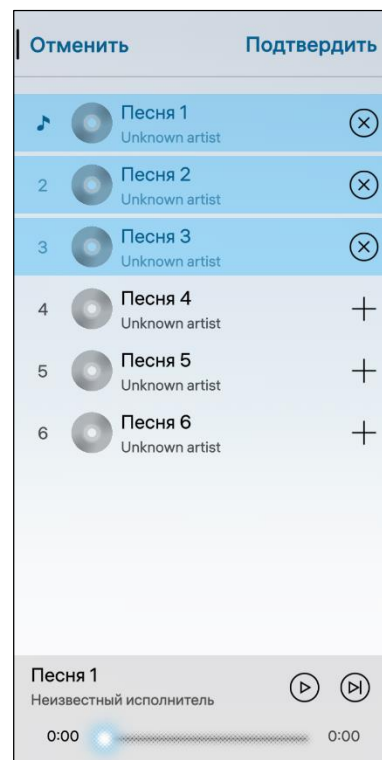 Отменить Подтвердить
Песня 1
Unknown artist
2 Песня 2
Unknown artist
3 Песня 3
Unknown artist
4 Песня 4
Unknown artist
5 Песня 5
Unknown artist
6 Песня 6
Unknown artist
Песня 1
Неизвестный исполнитель
0:00 0:00